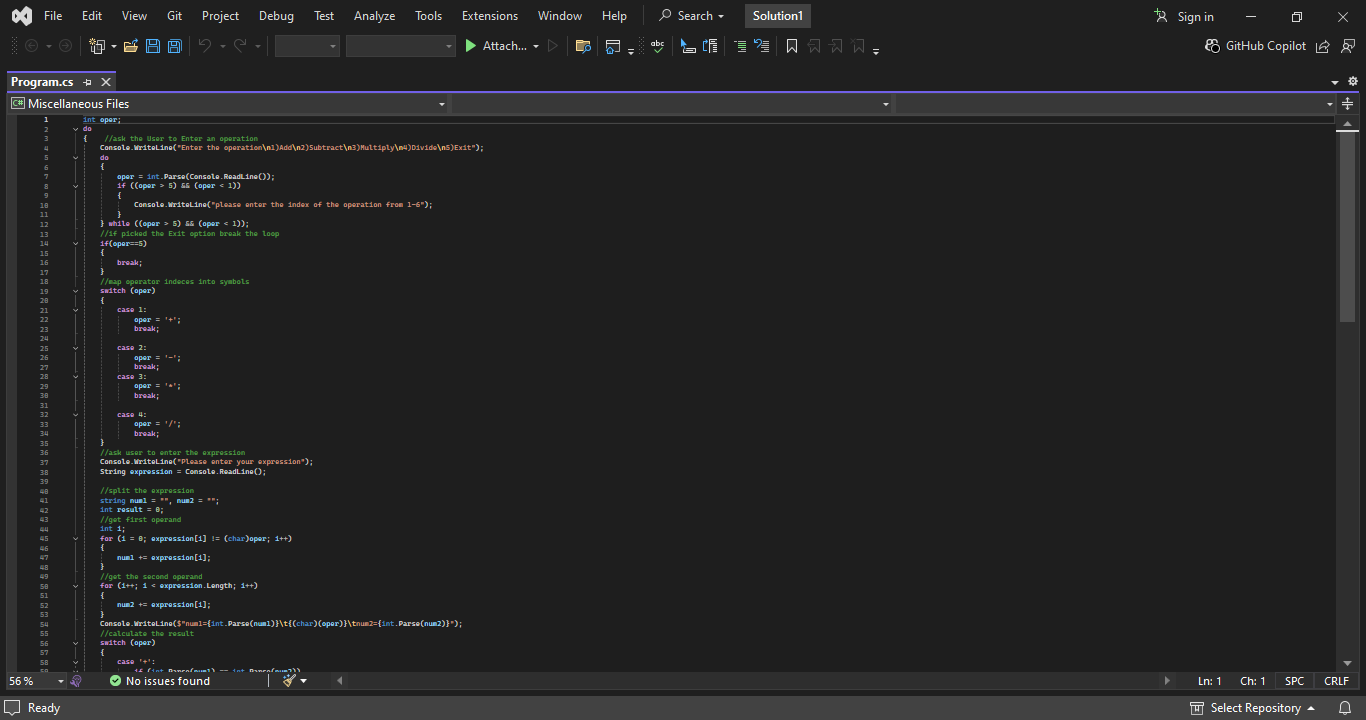 File Edit View Git Project Debug Test Analyze Tools Extensions Window Help Search Solution1 Sign in
Attach... GitHub Copilot
Program.cs
C# Miscellaneous Files
1 int oper;
2 do
3 { //ask the User to Enter an operation
4 Console.WriteLine("Enter the operation\n1)Add\n2)Subtract\n3)Multiply\n4)Divide\n5)Exit");
5 do
6 {
7 oper = int.Parse(Console.ReadLine());
8 if ((oper > 5) && (oper < 1))
9 {
10 Console.WriteLine("please enter the index of the operation from 1-6");
11 }
12 } while ((oper > 5) && (oper < 1));
13 //if picked the Exit option break the loop
14 if(oper==5)
15 {
16 break;
17 }
18 //map operator indeces into symbols
19 switch (oper)
20 {
21 case 1:
22 oper = '+';
23 break;
24
25 case 2:
26 oper = '-';
27 break;
28 case 3:
29 oper = '*';
30 break;
31
32 case 4:
33 oper = '/';
34 break;
35 }
36 //ask user to enter the expression
37 Console.WriteLine("Please enter your expression");
38 String expression = Console.ReadLine();
39
40 //split the expression
41 string num1 = "", num2 = "";
42 int result = 0;
43 //get first operand
44 int i;
45 for (i = 0; expression[i] != (char)oper; i++)
46 {
47 num1 += expression[i];
48 }
49 //get the second operand
50 for (i++; i < expression.Length; i++)
51 {
52 num2 += expression[i];
53 }
54 Console.WriteLine($"num1={int.Parse(num1)}\t{(char)(oper)}\tnum2={int.Parse(num2)}");
55 //calculate the result
56 switch (oper)
57 {
58 case '+':
59 if (int.Parse(num1) == int.Parse(num2))
56 % No issues found Ln: 1 Ch: 1 SPC CRLF
Ready Select Repository